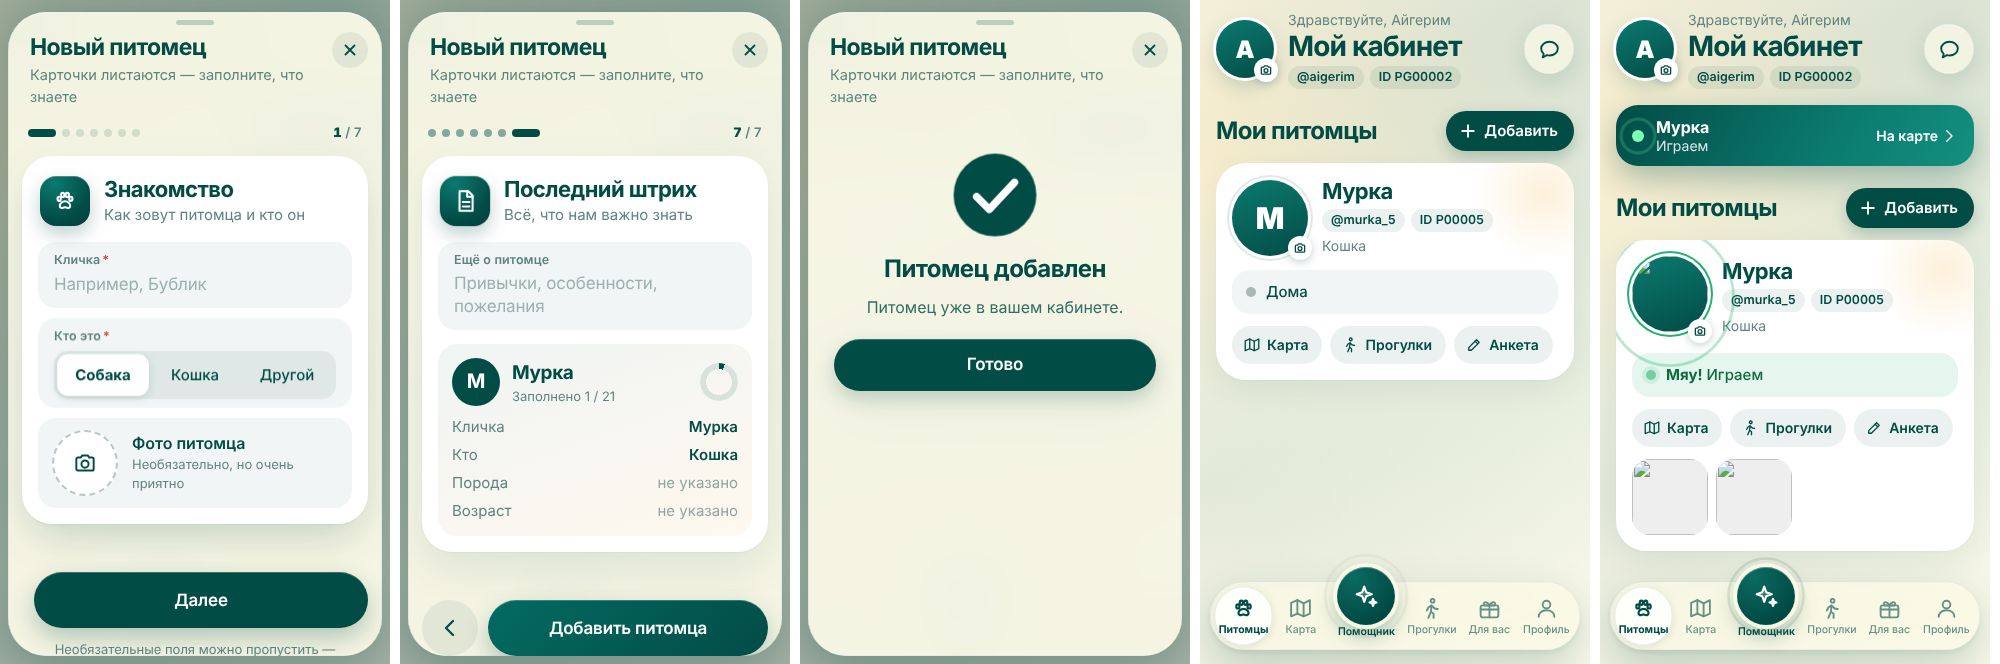 Новый питомец
Карточки листаются — заполните, что
знаете
1 / 7
Знакомство
Как зовут питомца и кто он
Кличка *
Например, Бублик
Кто это *
Собака Кошка Другой
Фото питомца
Необязательно, но очень
приятно
Далее
Необязательные поля можно пропустить —
Новый питомец
Карточки листаются — заполните, что
знаете
7 / 7
Последний штрих
Всё, что нам важно знать
Ещё о питомце
Привычки, особенности,
пожелания
М
Мурка
Заполнено 1 / 21
Кличка Мурка
Кто Кошка
Порода не указано
Возраст не указано
Добавить питомца
Новый питомец
Карточки листаются — заполните, что
знаете
Питомец добавлен
Питомец уже в вашем кабинете.
Готово
Здравствуйте, Айгерим
А
Мой кабинет
@aigerim ID PG00002
Мои питомцы
Добавить
М
Мурка
@murka_5 ID P00005
Кошка
Дома
Карта Прогулки Анкета
Питомцы Карта Помощник Прогулки Для вас Профиль
Здравствуйте, Айгерим
А
Мой кабинет
@aigerim ID PG00002
Мурка
Играем
На карте
Мои питомцы
Добавить
Мурка
@murka_5 ID P00005
Кошка
Мяу! Играем
Карта Прогулки Анкета
Питомцы Карта Помощник Прогулки Для вас Профиль